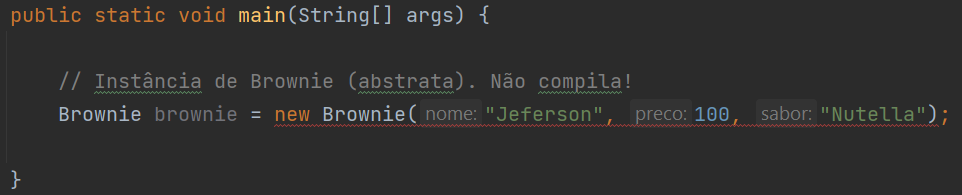 public static void main(String[] args) {
// Instância de Brownie (abstrata). Não compila!
Brownie brownie = new Brownie( nome: "Jeferson", preco: 100, sabor: "Nutella");
}